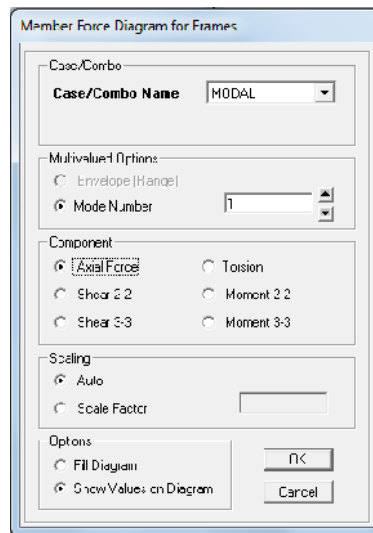 Member Force Diagram for Frames
Case/Combo
Case/Combo Name MODAL
Multivalued Options
Envelope (Range)
Mode Number 1
Component
Axial Force Torsion
Shear 2-2 Moment 2-2
Shear 3-3 Moment 3-3
Scaling
Auto
Scale Factor
Options
Fill Diagram OK
Show Values on Diagram Cancel